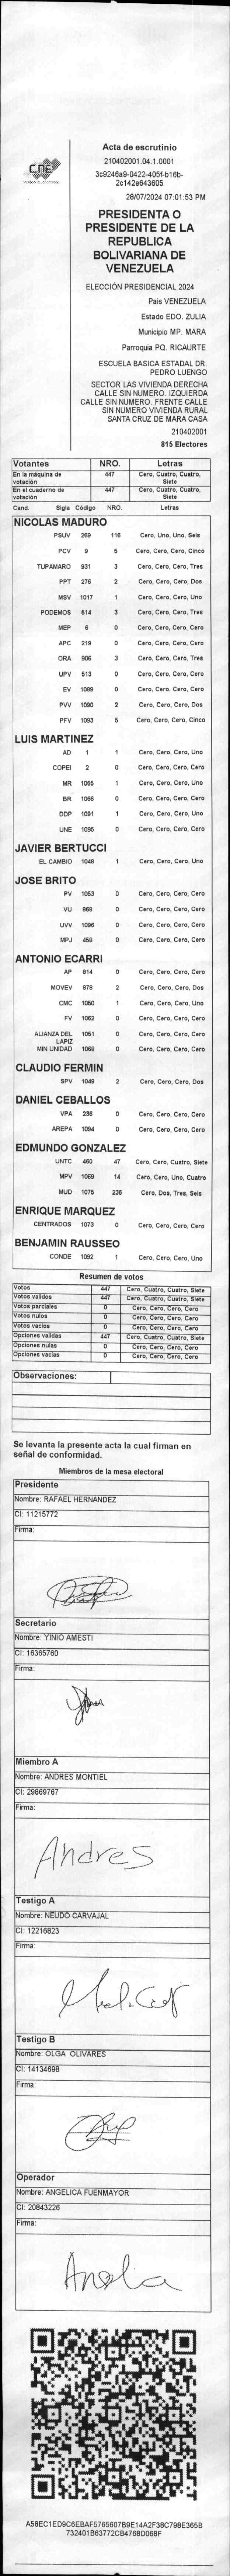 CNE
Acta de escrutinio
210402001.04.1.0001
3c9246a9-0422-405f-b16b-
2c142e643605
28/07/2024 07:01:53 PM
PRESIDENTA O
PRESIDENTE DE LA
REPUBLICA
BOLIVARIANA DE
VENEZUELA
ELECCIÓN PRESIDENCIAL 2024
Pais VENEZUELA
Estado EDO. ZULIA
Municipio MP. MARA
Parroquia PQ. RICAURTE
ESCUELA BASICA ESTADAL DR.
PEDRO LUENGO
SECTOR LAS VIVIENDA DERECHA
CALLE SIN NUMERO. IZQUIERDA
CALLE SIN NUMERO. FRENTE CALLE
SIN NUMERO VIVIENDA RURAL
SANTA CRUZ DE MARA CASA
210402001
815 Electores
Votantes NRO. Letras
En la máquina de votación 447 Cero, Cuatro, Cuatro, Siete
En el cuaderno de votación 447 Cero, Cuatro, Cuatro, Siete
Cand. Sigla Código NRO. Letras
NICOLAS MADURO
PSUV 269 116 Cero, Uno, Uno, Seis
PCV 9 5 Cero, Cero, Cero, Cinco
TUPAMARO 931 3 Cero, Cero, Cero, Tres
PPT 276 2 Cero, Cero, Cero, Dos
MSV 1017 1 Cero, Cero, Cero, Uno
PODEMOS 514 3 Cero, Cero, Cero, Tres
MEP 6 0 Cero, Cero, Cero, Cero
APC 219 0 Cero, Cero, Cero, Cero
ORA 906 3 Cero, Cero, Cero, Tres
UPV 513 0 Cero, Cero, Cero, Cero
EV 1089 0 Cero, Cero, Cero, Cero
PVV 1090 2 Cero, Cero, Cero, Dos
PFV 1093 5 Cero, Cero, Cero, Cinco
LUIS MARTINEZ
AD 1 1 Cero, Cero, Cero, Uno
COPEI 2 0 Cero, Cero, Cero, Cero
MR 1065 1 Cero, Cero, Cero, Uno
BR 1066 0 Cero, Cero, Cero, Cero
DDP 1091 1 Cero, Cero, Cero, Uno
UNE 1095 0 Cero, Cero, Cero, Cero
JAVIER BERTUCCI
EL CAMBIO 1048 1 Cero, Cero, Cero, Uno
JOSE BRITO
PV 1053 0 Cero, Cero, Cero, Cero
VU 868 0 Cero, Cero, Cero, Cero
UVV 1096 0 Cero, Cero, Cero, Cero
MPJ 458 0 Cero, Cero, Cero, Cero
ANTONIO ECARRI
AP 814 0 Cero, Cero, Cero, Cero
MOVEV 878 2 Cero, Cero, Cero, Dos
CMC 1050 1 Cero, Cero, Cero, Uno
FV 1062 0 Cero, Cero, Cero, Cero
ALIANZA DEL LAPIZ 1051 0 Cero, Cero, Cero, Cero
MIN UNIDAD 1068 0 Cero, Cero, Cero, Cero
CLAUDIO FERMIN
SPV 1049 2 Cero, Cero, Cero, Dos
DANIEL CEBALLOS
VPA 236 0 Cero, Cero, Cero, Cero
AREPA 1094 0 Cero, Cero, Cero, Cero
EDMUNDO GONZALEZ
UNTC 460 47 Cero, Cero, Cuatro, Siete
MPV 1069 14 Cero, Cero, Uno, Cuatro
MUD 1075 236 Cero, Dos, Tres, Seis
ENRIQUE MARQUEZ
CENTRADOS 1073 0 Cero, Cero, Cero, Cero
BENJAMIN RAUSSEO
CONDE 1092 1 Cero, Cero, Cero, Uno
Resumen de votos
Votos 447 Cero, Cuatro, Cuatro, Siete
Votos validos 447 Cero, Cuatro, Cuatro, Siete
Votos parciales 0 Cero, Cero, Cero, Cero
Votos nulos 0 Cero, Cero, Cero, Cero
Votos vacios 0 Cero, Cero, Cero, Cero
Opciones validas 447 Cero, Cuatro, Cuatro, Siete
Opciones nulas 0 Cero, Cero, Cero, Cero
Opciones vacias 0 Cero, Cero, Cero, Cero
Observaciones:
Se levanta la presente acta la cual firman en
señal de conformidad.
Miembros de la mesa electoral
Presidente
Nombre: RAFAEL HERNANDEZ
CI: 11215772
Firma:
Secretario
Nombre: YINIO AMESTI
CI: 16365760
Firma:
Miembro A
Nombre: ANDRES MONTIEL
CI: 29869767
Firma:
Andres
Testigo A
Nombre: NEUDO CARVAJAL
CI: 12216823
Firma:
Testigo B
Nombre: OLGA OLIVARES
CI: 14134698
Firma:
Operador
Nombre: ANGELICA FUENMAYOR
CI: 20843226
Firma:
A58EC1ED9C6EBAF5765607B9E14A2F38C798E365B
732401B63772CB4768D068F